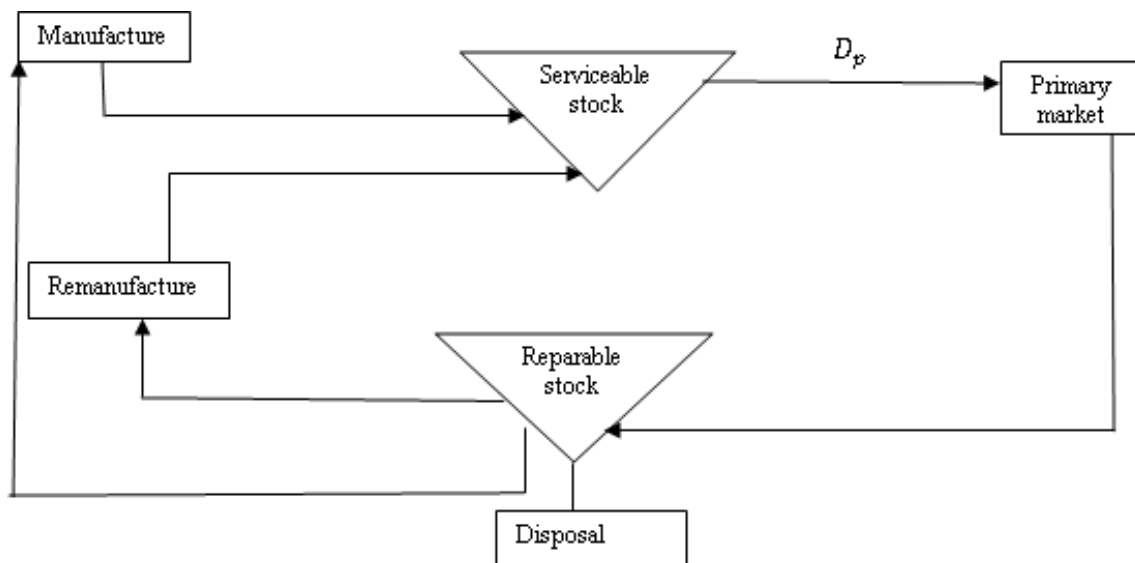 Manufacture
Serviceable
stock
D_p
Primary
market
Remanufacture
Reparable
stock
Disposal